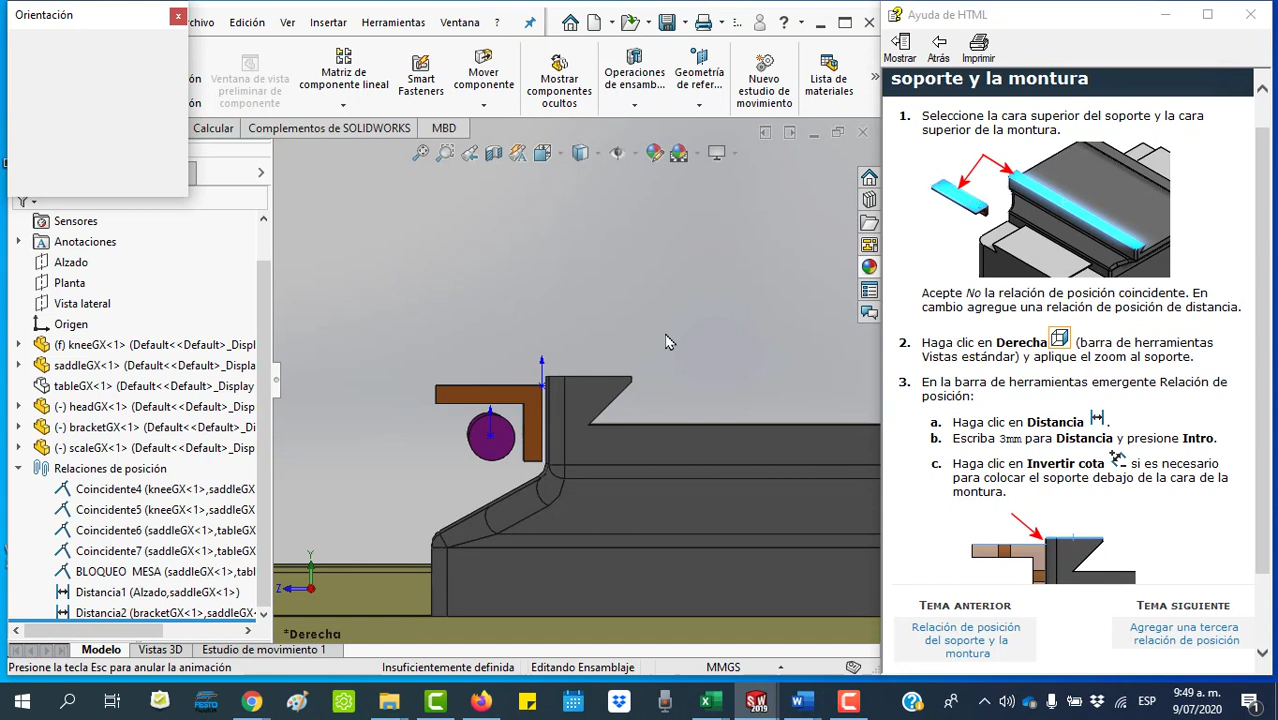 Orientación
x
chivo
Edición
Ver
Insertar
Herramientas
Ventana
?
Ventana de vista
preliminar de
componente
Matriz de
componente lineal
Smart
Fasteners
Mover
componente
Mostrar
componentes
ocultos
Operaciones
de ensamb...
Geometría
de refer...
Nuevo
estudio de
movimiento
Lista de
materiales
»
Calcular
Complementos de SOLIDWORKS
MBD
Sensores
Anotaciones
Alzado
Planta
Vista lateral
Origen
(f) kneeGX<1> (Default<<Default>_Displ
saddleGX<1> (Default<<Default>_Displa
tableGX<1> (Default<<Default>_Display
(-) headGX<1> (Default<<Default>_Disp
(-) bracketGX<1> (Default<<Default>_D
(-) scaleGX<1> (Default<<Default>_Disp
Relaciones de posición
Coincidente4 (kneeGX<1>,saddleGX
Coincidente5 (kneeGX<1>,saddleGX
Coincidente6 (saddleGX<1>,tableGX
Coincidente7 (saddleGX<1>,tableGX
BLOQUEO MESA (saddleGX<1>,tabl
Distancia1 (Alzado,saddleGX<1>)
Distancia2 (bracketGX<1>,saddleGX
Y
Z
*Derecha
Modelo
Vistas 3D
Estudio de movimiento 1
Presione la tecla Esc para anular la animación
Insuficientemente definida
Editando Ensamblaje
MMGS
Ayuda de HTML
Mostrar
Atrás
Imprimir
soporte y la montura
1. Seleccione la cara superior del soporte y la cara
superior de la montura.
Acepte No la relación de posición coincidente. En
cambio agregue una relación de posición de distancia.
2. Haga clic en Derecha (barra de herramientas
Vistas estándar) y aplique el zoom al soporte.
3. En la barra de herramientas emergente Relación de
posición:
a. Haga clic en Distancia .
b. Escriba 3mm para Distancia y presione Intro.
c. Haga clic en Invertir cota si es necesario
para colocar el soporte debajo de la cara de la
montura.
TEMA ANTERIOR
Relación de posición
del soporte y la
montura
TEMA SIGUIENTE
Agregar una tercera
relación de posición
FESTO
SW
2019
ESP
9:49 a. m.
9/07/2020
1